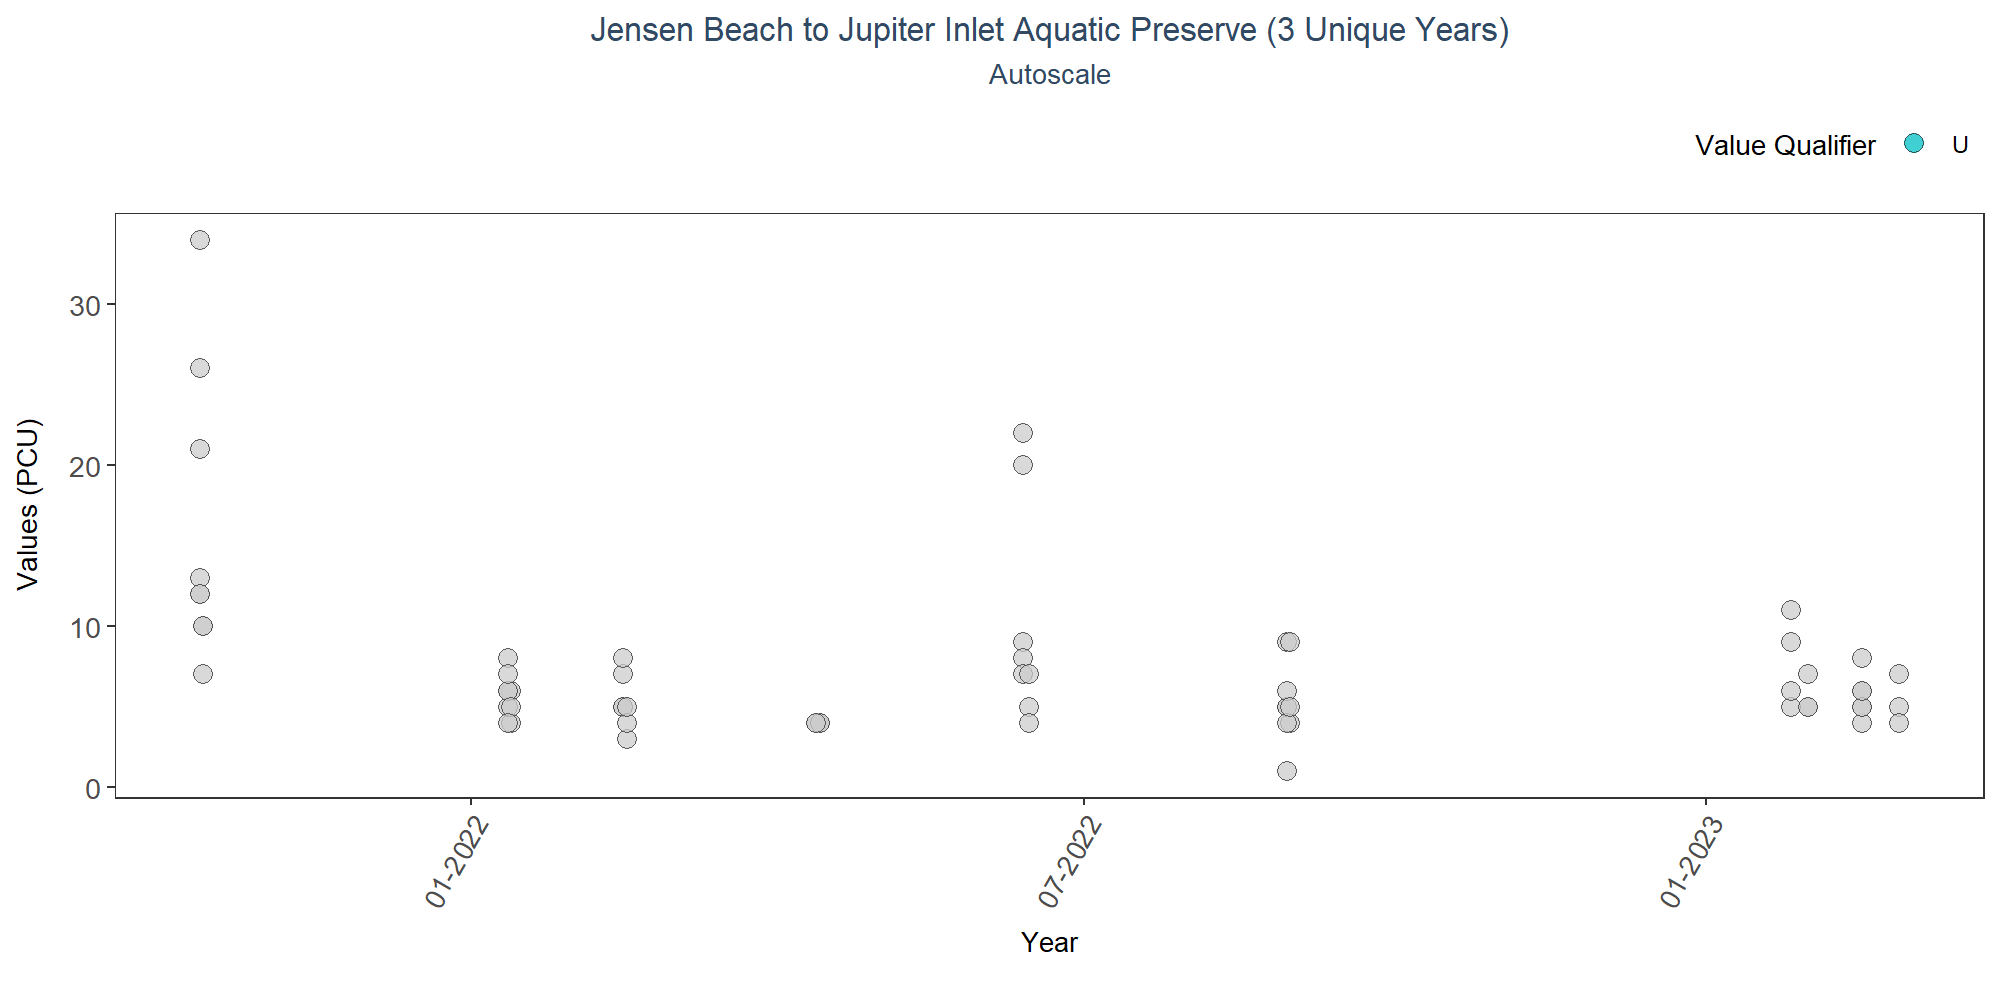 Jensen Beach to Jupiter Inlet Aquatic Preserve (3 Unique Years)
Autoscale
Value Qualifier U
Values (PCU)
30
20
10
0
01-2022
07-2022
01-2023
Year